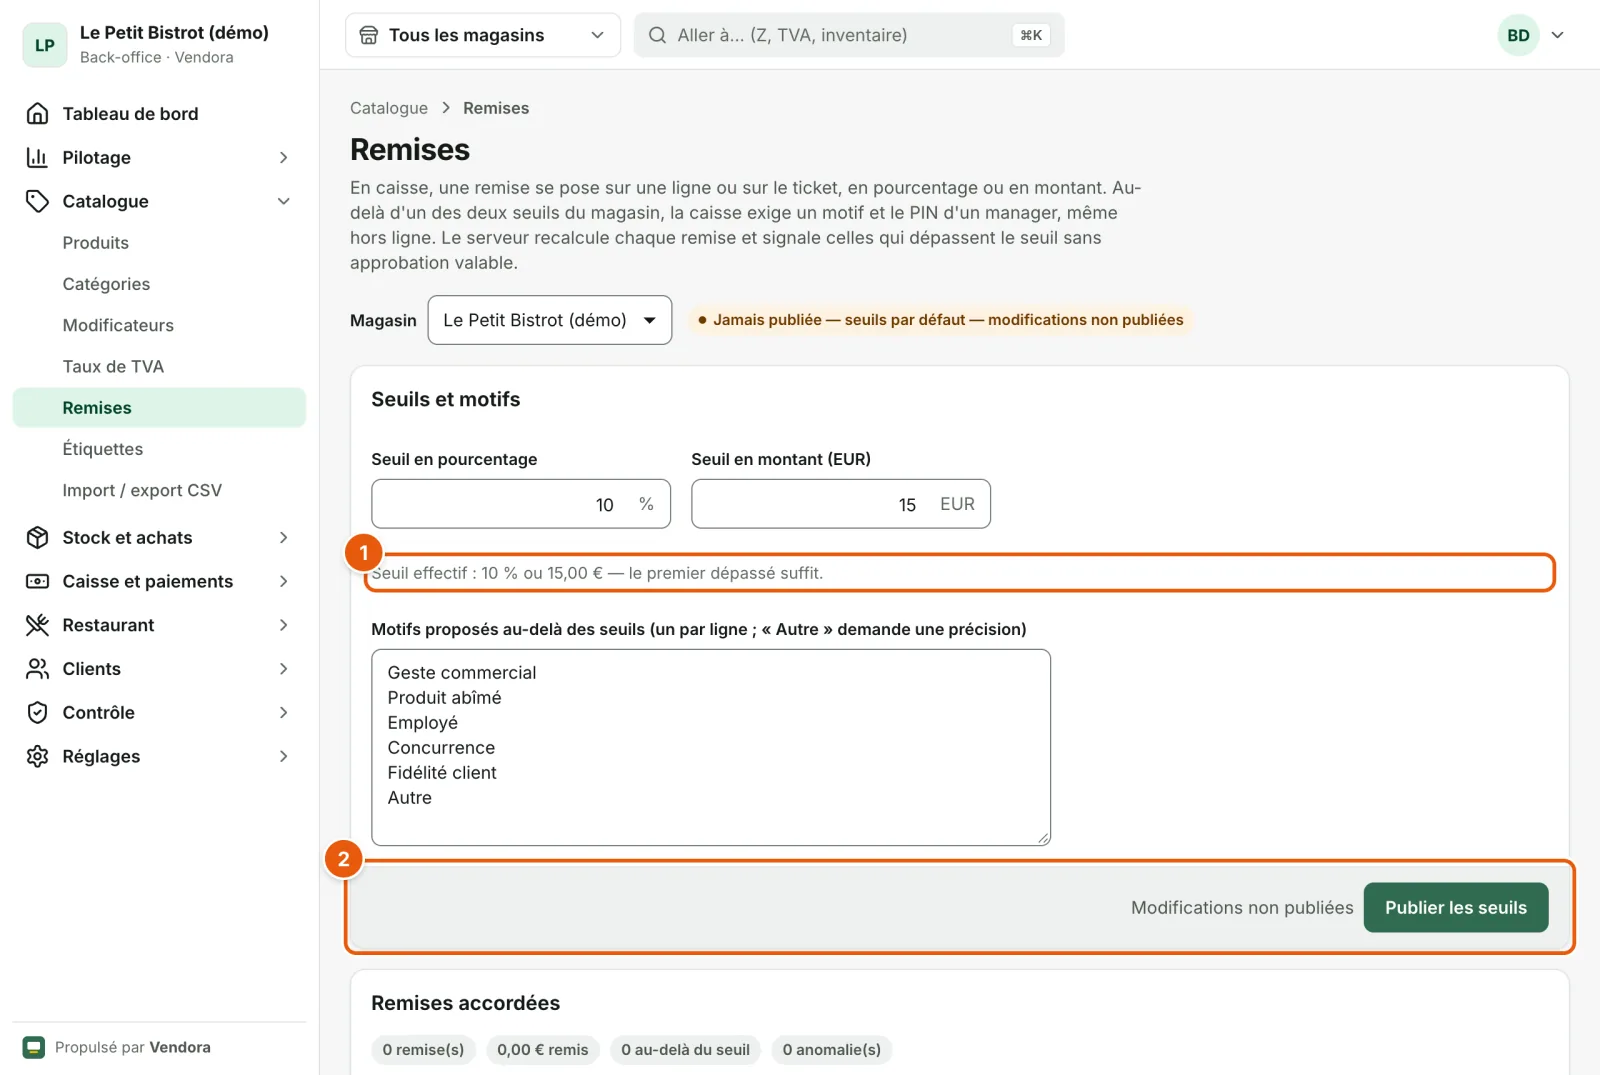 LP
Le Petit Bistrot (démo)
Back-office · Vendora
Tous les magasins
Aller à... (Z, TVA, inventaire)
⌘K
BD
Tableau de bord
Pilotage
Catalogue
Produits
Catégories
Modificateurs
Taux de TVA
Remises
Étiquettes
Import / export CSV
Stock et achats
Caisse et paiements
Restaurant
Clients
Contrôle
Réglages
Propulsé par Vendora
Catalogue > Remises
Remises
En caisse, une remise se pose sur une ligne ou sur le ticket, en pourcentage ou en montant. Au-
delà d'un des deux seuils du magasin, la caisse exige un motif et le PIN d'un manager, même
hors ligne. Le serveur recalcule chaque remise et signale celles qui dépassent le seuil sans
approbation valable.
Magasin
Le Petit Bistrot (démo)
● Jamais publiée — seuils par défaut — modifications non publiées
Seuils et motifs
Seuil en pourcentage
10 %
Seuil en montant (EUR)
15 EUR
1
Seuil effectif : 10 % ou 15,00 € — le premier dépassé suffit.
Motifs proposés au-delà des seuils (un par ligne ; « Autre » demande une précision)
Geste commercial
Produit abîmé
Employé
Concurrence
Fidélité client
Autre
2
Modifications non publiées
Publier les seuils
Remises accordées
0 remise(s)
0,00 € remis
0 au-delà du seuil
0 anomalie(s)